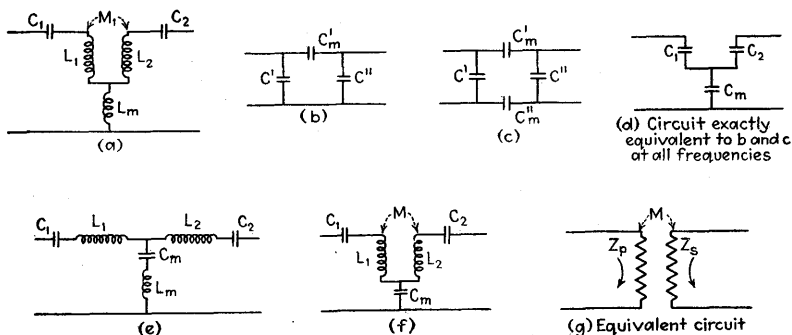 C₁ M₁ C₂
L₁ L₂
Lm
(a)
C'm
C' C"
(b)
C'm
C' C"
C"m
(c)
C₁ C₂
Cm
(d) Circuit exactly
equivalent to b and c
at all frequencies
C₁ L₁ L₂ C₂
Cm
Lm
(e)
C₁ M C₂
L₁ L₂
Cm
(f)
M
Zp Zs
(g) Equivalent circuit